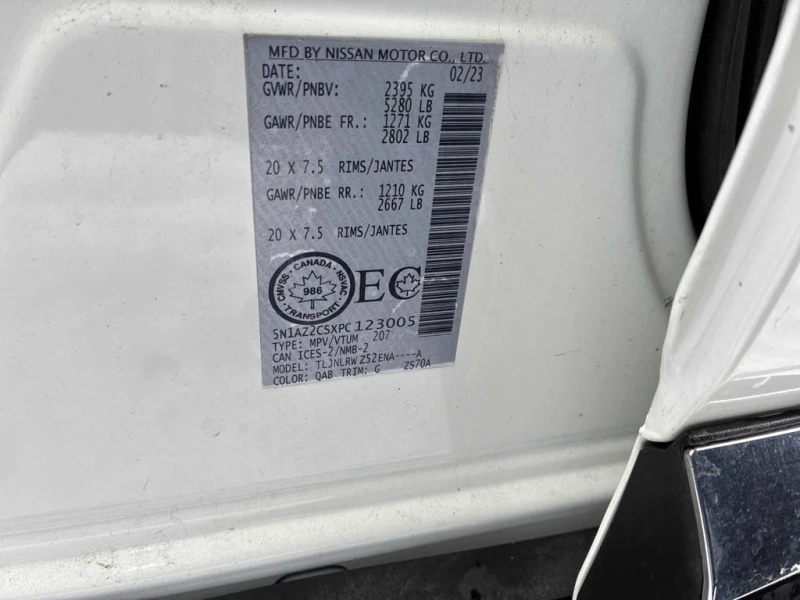 MFD BY NISSAN MOTOR CO., LTD.
DATE: 02/23
GVWR/PNBV: 2395 KG
5280 LB
GAWR/PNBE FR.: 1271 KG
2802 LB
20 X 7.5 RIMS/JANTES
GAWR/PNBE RR.: 1210 KG
2667 LB
20 X 7.5 RIMS/JANTES
CMVSS · CANADA · NSVAC
986
TRANSPORT
EC
5N1AZ2CSXPC123005
TYPE: MPV/VTUM 207
CAN ICES-2/NMB-2
MODEL: TLJNLRW Z52ENA----A
COLOR: QAB TRIM: G ZS70A